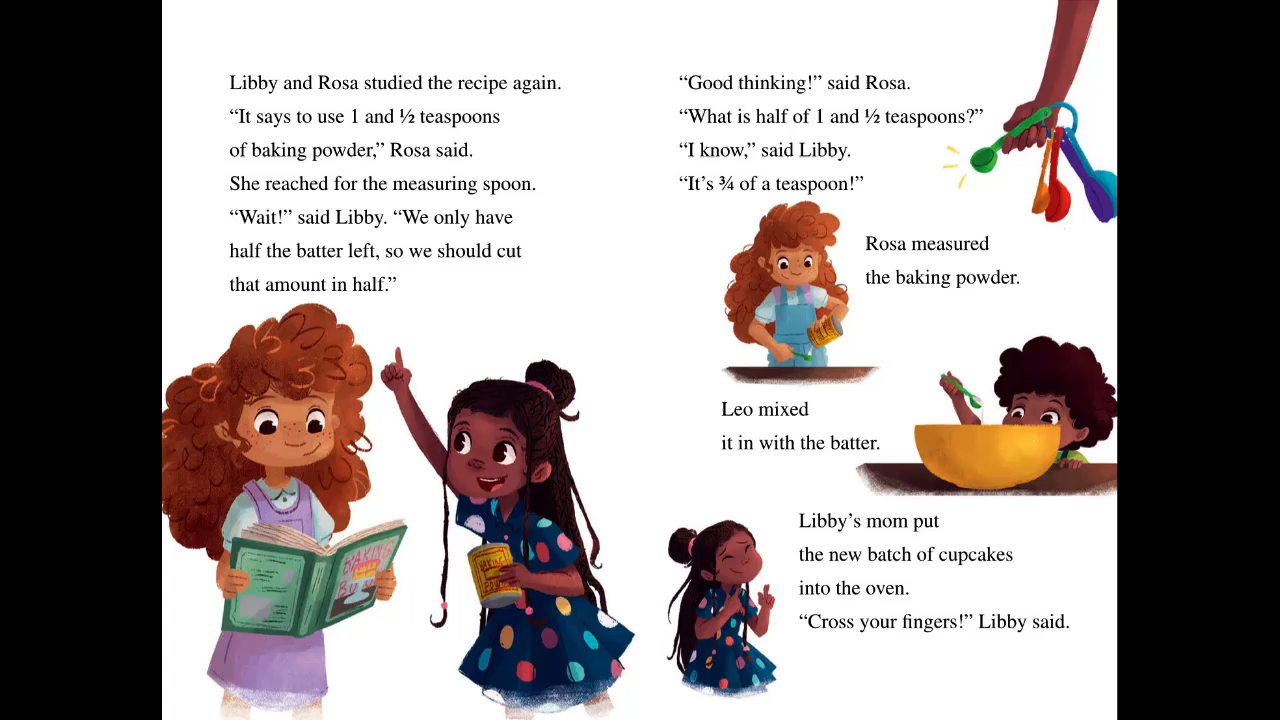 Libby and Rosa studied the recipe again.
“It says to use 1 and ½ teaspoons
of baking powder,” Rosa said.
She reached for the measuring spoon.
“Wait!” said Libby. “We only have
half the batter left, so we should cut
that amount in half.”
“Good thinking!” said Rosa.
“What is half of 1 and ½ teaspoons?”
“I know,” said Libby.
“It’s ¾ of a teaspoon!”
Rosa measured
the baking powder.
Leo mixed
it in with the batter.
Libby’s mom put
the new batch of cupcakes
into the oven.
“Cross your fingers!” Libby said.
BAKING
BAKING